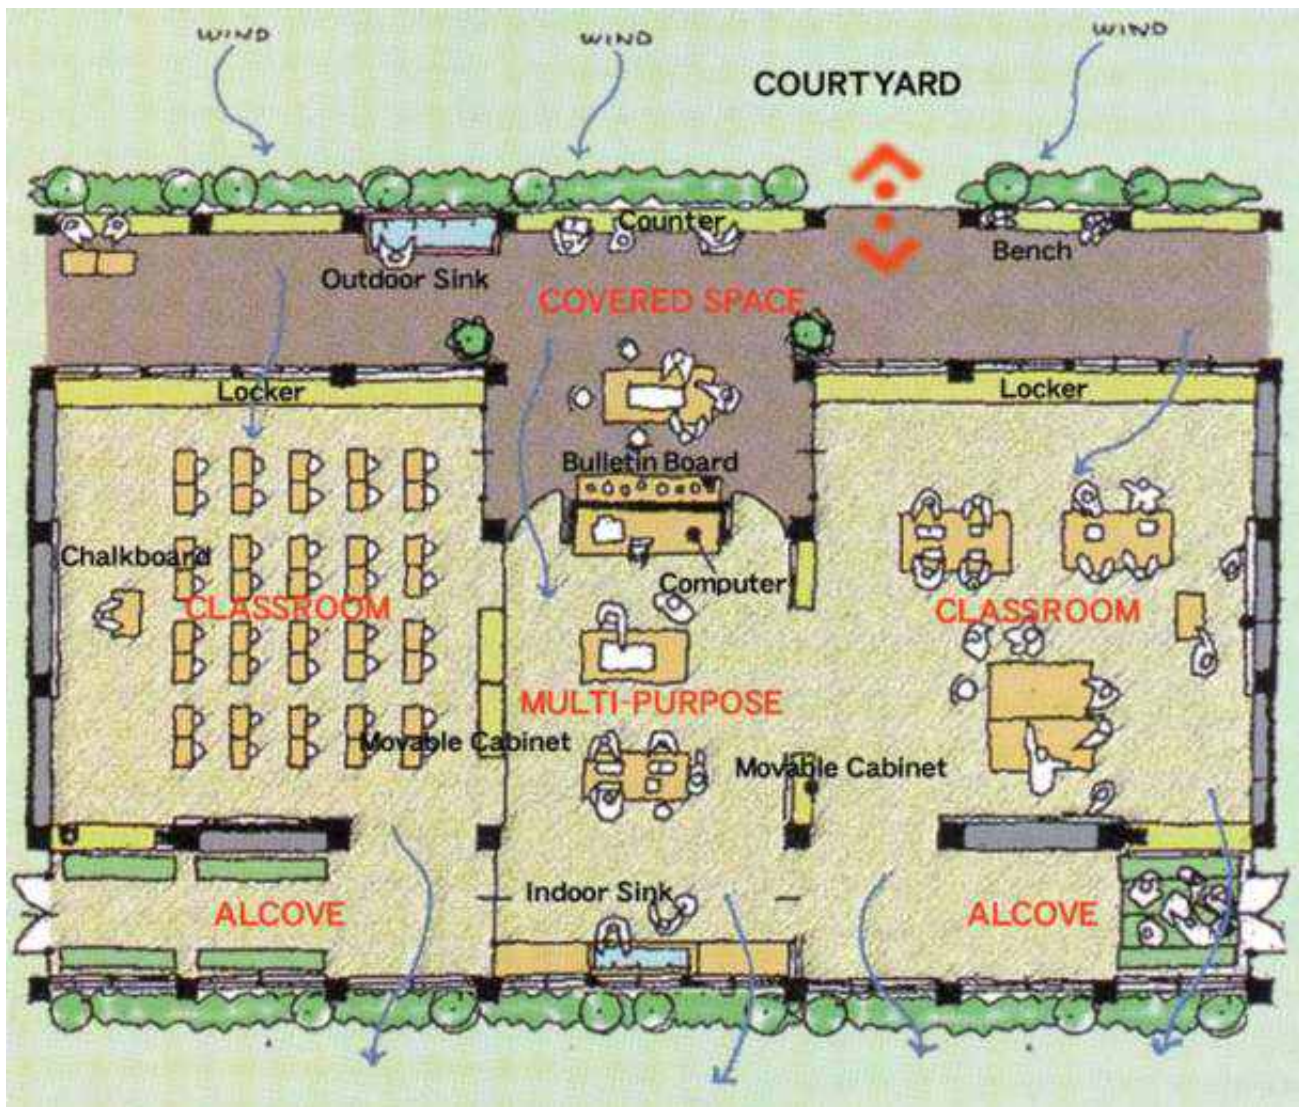 WIND
WIND
WIND
COURTYARD
Counter
Bench
Outdoor Sink
COVERED SPACE
Locker
Locker
Bulletin Board
Chalkboard
Computer
CLASSROOM
CLASSROOM
MULTI-PURPOSE
Movable Cabinet
Movable Cabinet
Indoor Sink
ALCOVE
ALCOVE